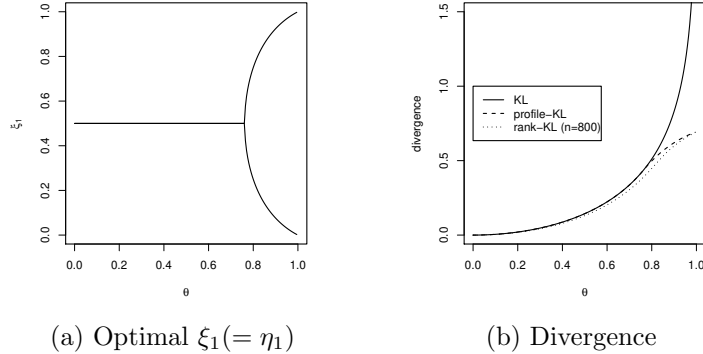 1.0
0.8
0.6
0.4
0.2
0.0
ξ1
0.0 0.2 0.4 0.6 0.8 1.0
θ
(a) Optimal ξ1(= η1)
1.5
1.0
0.5
0.0
divergence
KL
profile−KL
rank−KL (n=800)
0.0 0.2 0.4 0.6 0.8 1.0
θ
(b) Divergence